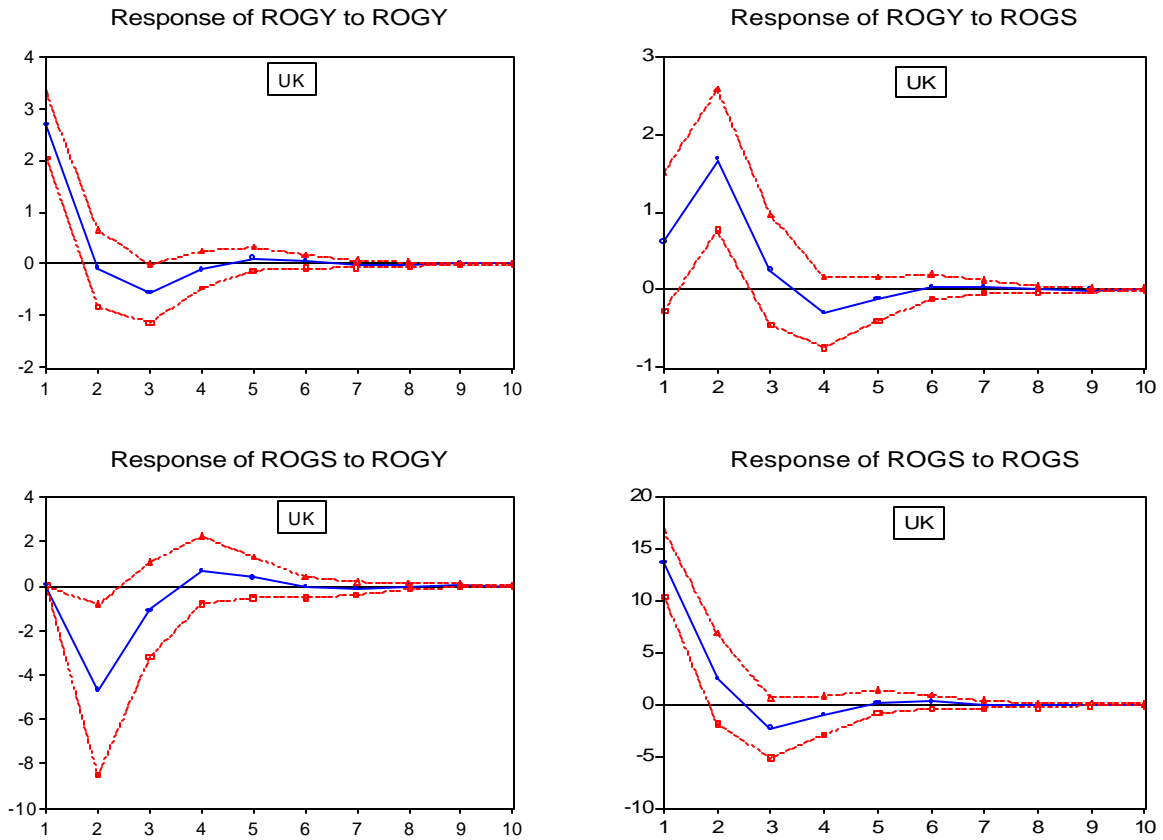 Response of ROGY to ROGY
UK
4
3
2
1
0
-1
-2
1 2 3 4 5 6 7 8 9 10
Response of ROGY to ROGS
UK
3
2
1
0
-1
1 2 3 4 5 6 7 8 9 10
Response of ROGS to ROGY
UK
4
2
0
-2
-4
-6
-8
-10
1 2 3 4 5 6 7 8 9 10
Response of ROGS to ROGS
UK
20
15
10
5
0
-5
-10
1 2 3 4 5 6 7 8 9 10